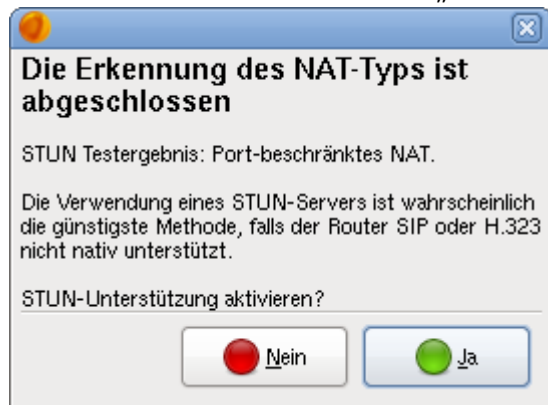 Die Erkennung des NAT-Typs ist
abgeschlossen
STUN Testergebnis: Port-beschränktes NAT.
Die Verwendung eines STUN-Servers ist wahrscheinlich
die günstigste Methode, falls der Router SIP oder H.323
nicht nativ unterstützt.
STUN-Unterstützung aktivieren?
Nein
Ja